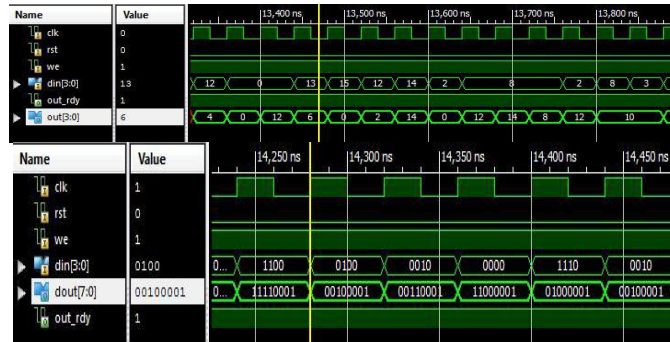 Name Value 13,400 ns 13,500 ns 13,600 ns 13,700 ns 13,800 ns
clk 0
rst 0
we 1
din[3:0] 13 12 0 13 15 12 14 2 8 2 8 3
out_rdy 1
out[3:0] 6 4 0 12 6 0 2 14 0 12 14 8 12 10
Name Value 14,250 ns 14,300 ns 14,350 ns 14,400 ns 14,450 ns
clk 1
rst 0
we 1
din[3:0] 0100 0... 1100 0100 0010 0000 1110 0010
dout[7:0] 00100001 0... 11110001 00100001 00110001 11000001 01000001 00100001
out_rdy 1